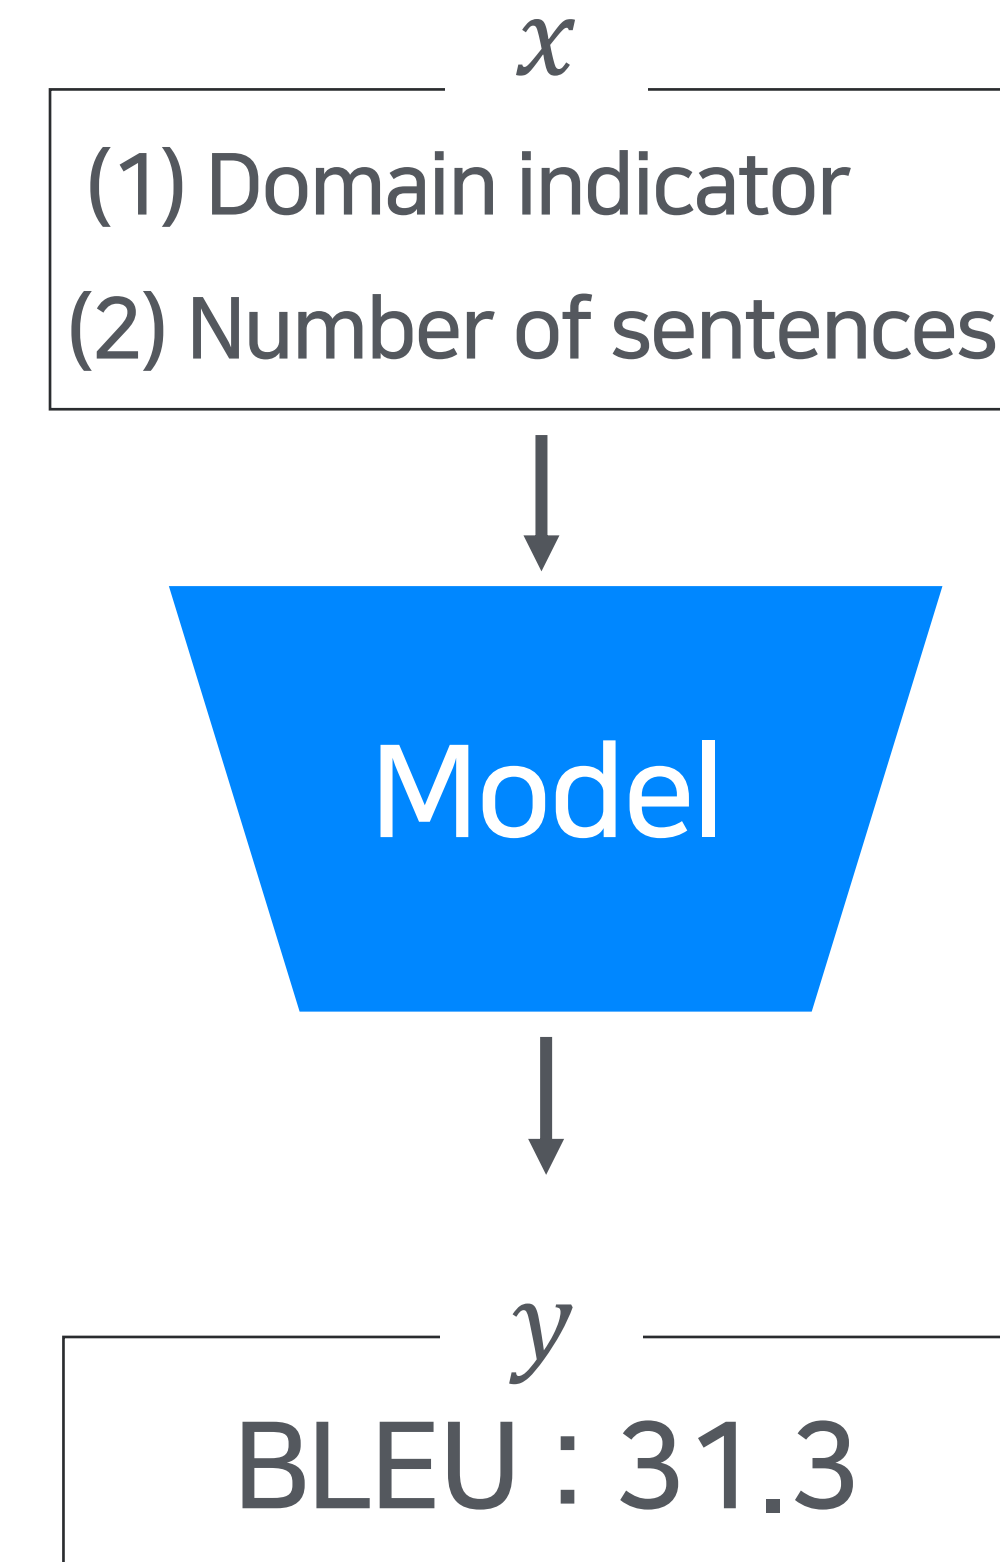 x
(1) Domain indicator
(2) Number of sentences
Model
y
BLEU : 31.3